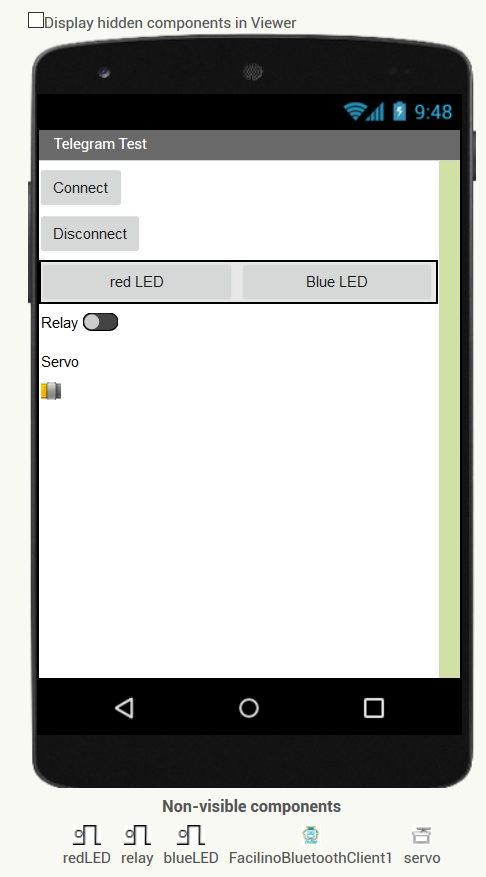 Display hidden components in Viewer
9:48
Telegram Test
Connect
Disconnect
red LED Blue LED
Relay
Servo
Non-visible components
redLED relay blueLED FacilinoBluetoothClient1 servo